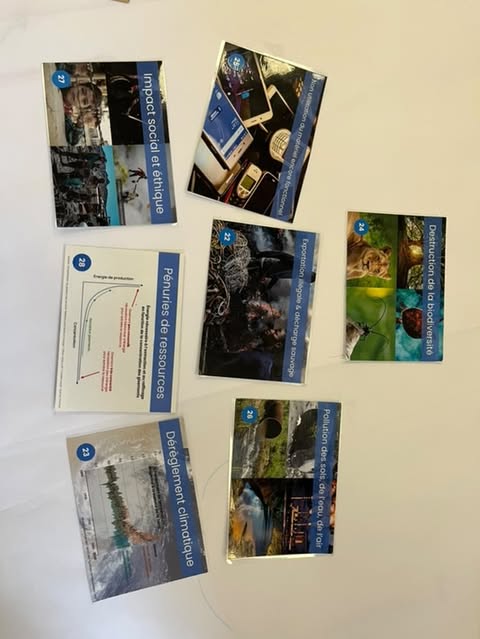 Destruction de la biodiversité
24
Non utilisation du matériel encore fonctionnel
25
Exportation illégale & décharge sauvage
22
Pollution des sols, de l'eau, de l'air
26
Impact social et éthique
27
Pénuries de ressources
Énergie nécessaire à l'extraction et au raffinage
en fonction de la concentration des gisements
Énergie de production
Concentration
28
Dérèglement climatique
23